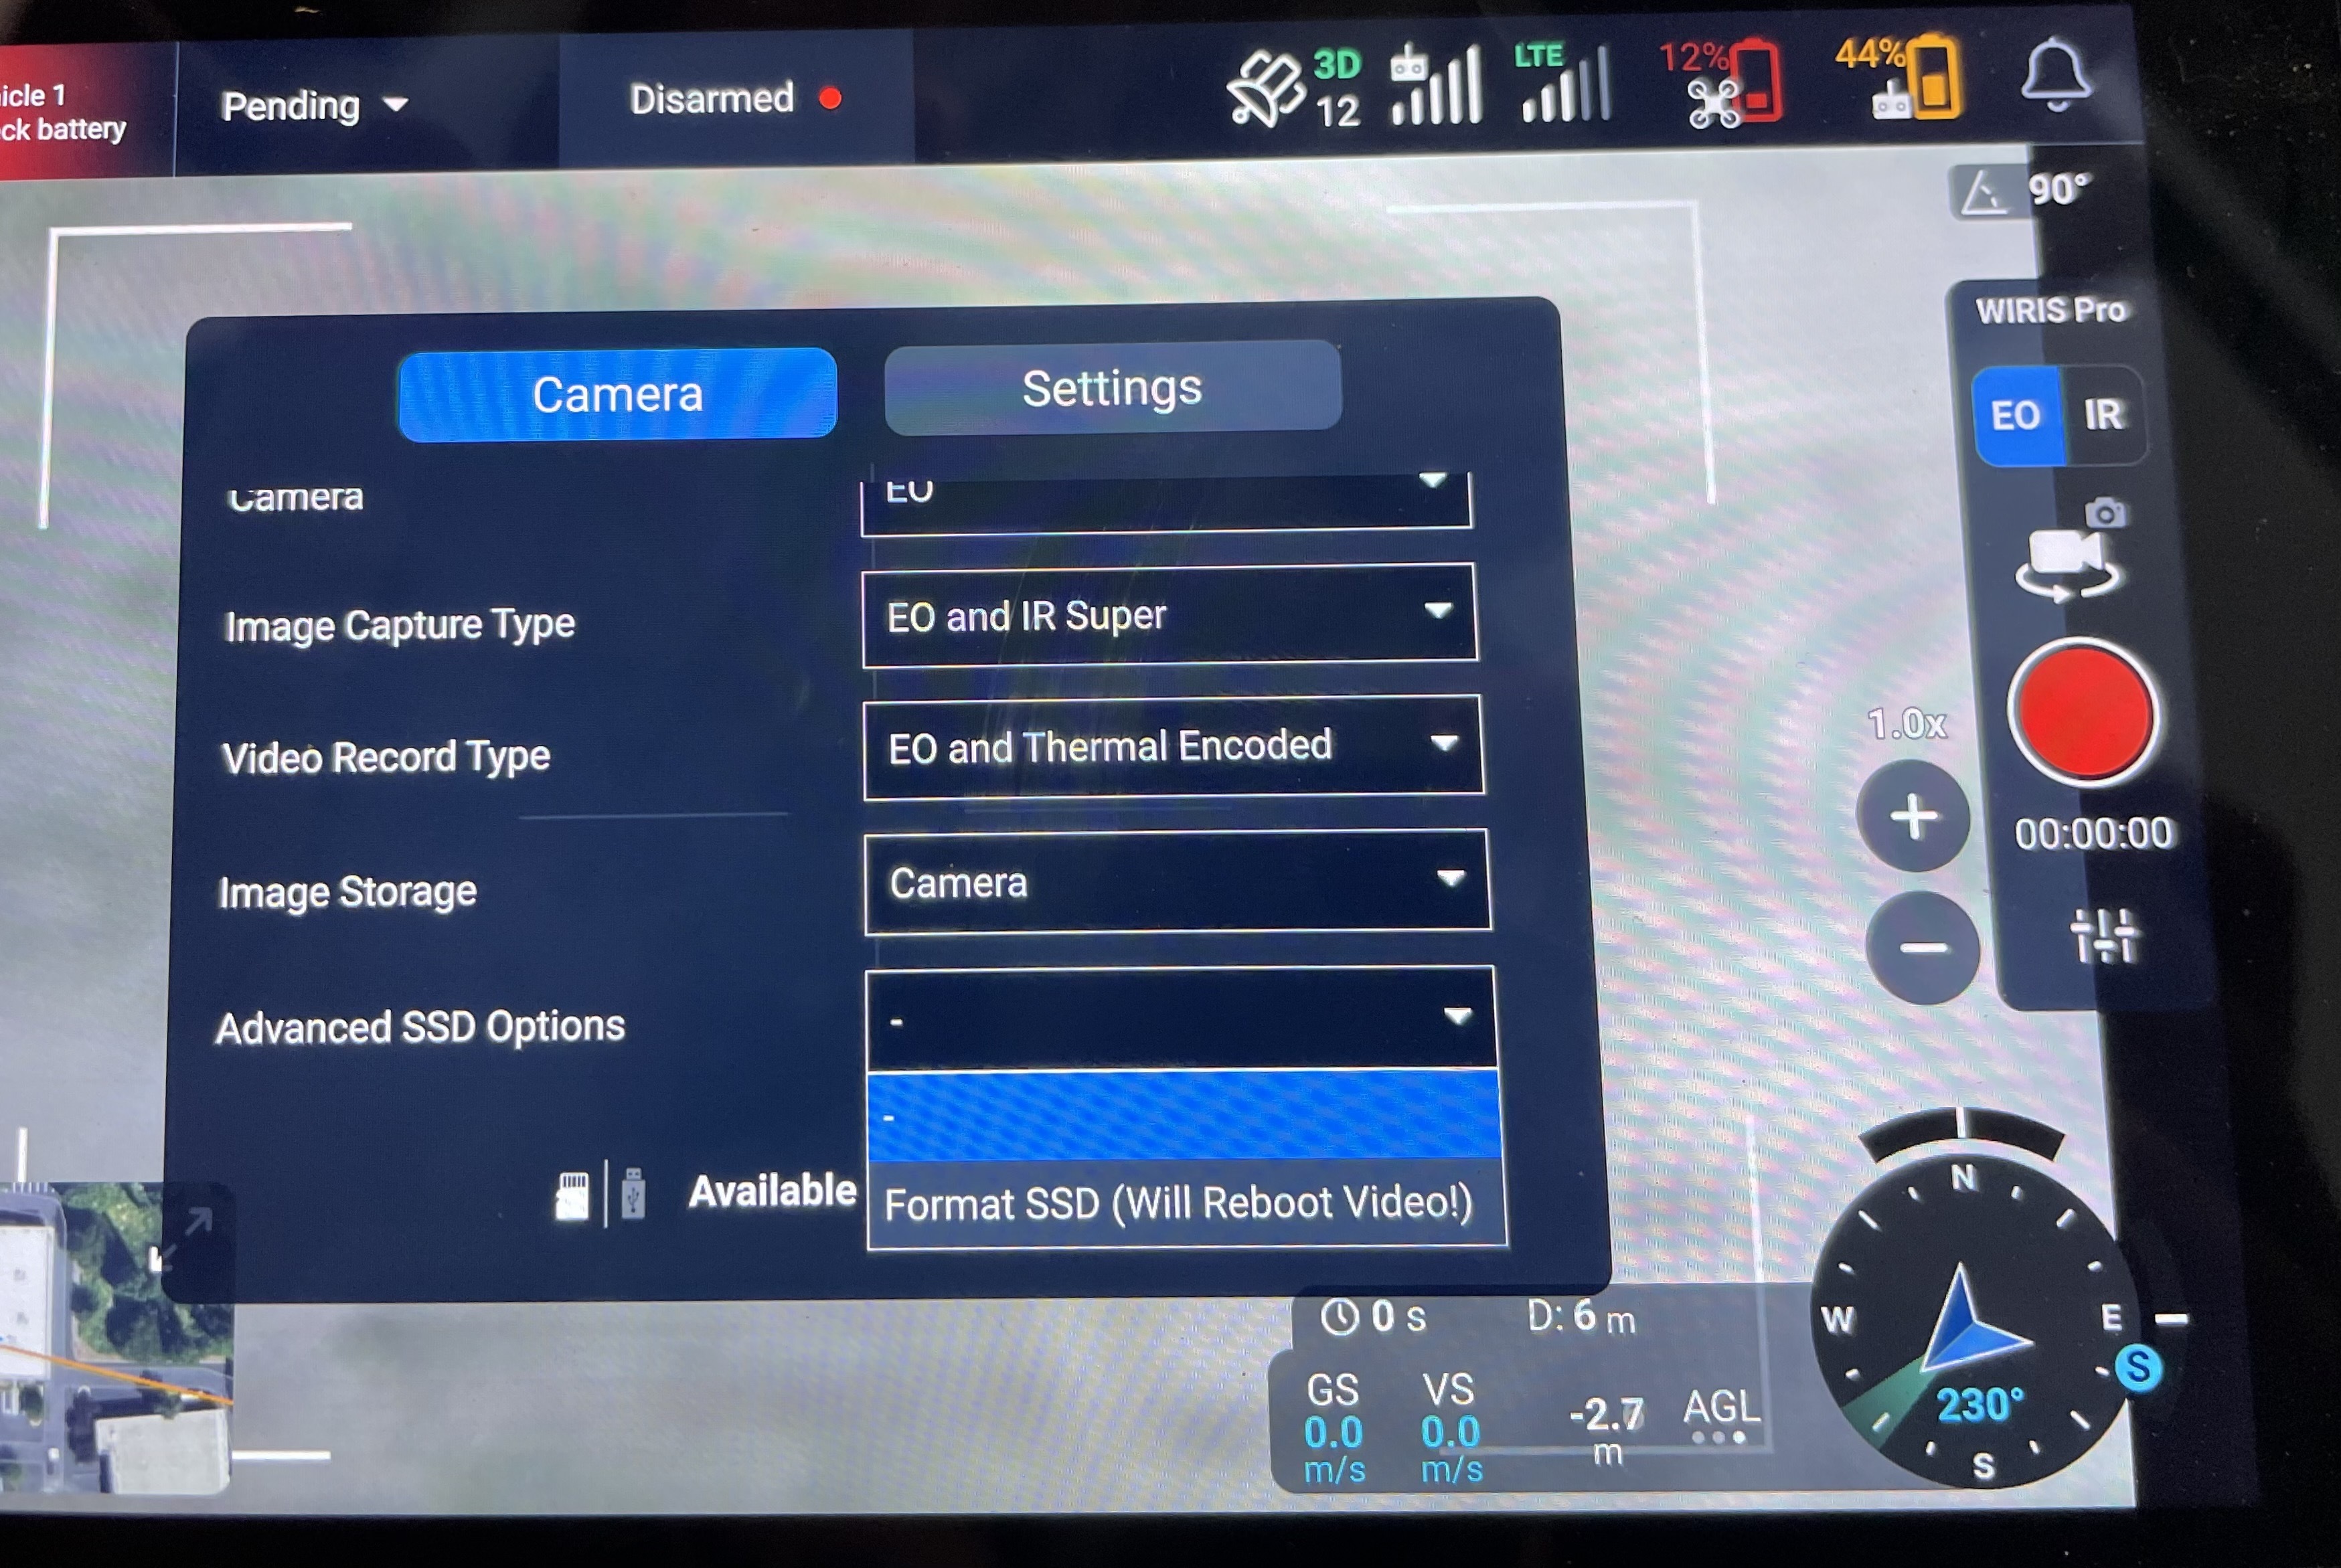 icle 1
ck battery
Pending
Disarmed
3D
12
LTE
12%
44%
90°
WIRIS Pro
EO IR
Camera
Settings
Camera
EO
Image Capture Type
EO and IR Super
Video Record Type
EO and Thermal Encoded
1.0x
00:00:00
Image Storage
Camera
Advanced SSD Options
-
-
Available
Format SSD (Will Reboot Video!)
0 s
D: 6 m
GS
0.0
m/s
VS
0.0
m/s
-2.7
m
AGL
N
W
E
S
S
230°